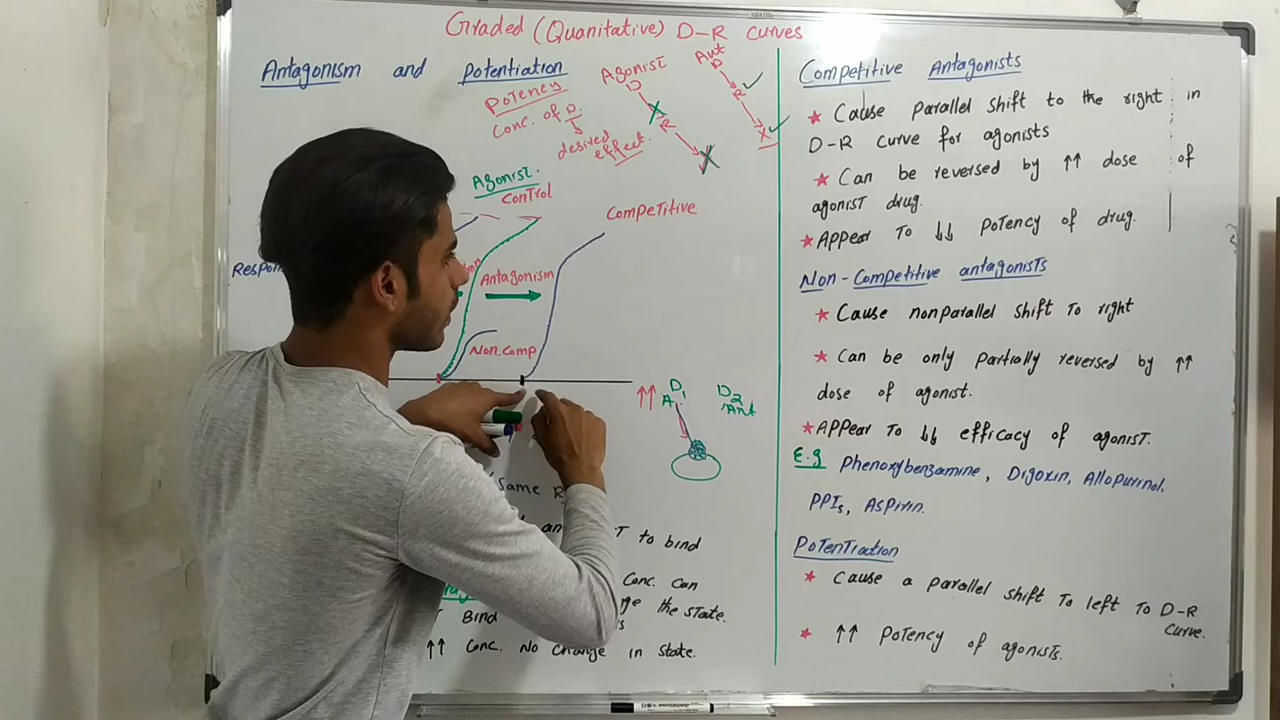 Graded (Quanitative) D-R curves
Antagonism and potentiation
Potency
Conc. of D.
desired
effect.
Agonist
D
R
Ant
D
R
X
Agonist.
Control
Competitive
Antagonism
Non.comp
↑↑
D1
A
D2
Ant
same
to bind
Conc. can
the state.
Bind
↑↑ Conc. No change in state.
Competitive Antagonists
★ Cause parallel shift to the right in
D-R curve for agonists
★ Can be reversed by ↑↑ dose of
agonist drug.
★ Appear to ↓↓ potency of drug.
Non-Competitive antagonists
★ Cause nonparallel shift to right
★ Can be only partially reversed by ↑↑
dose of agonist.
★ Appear to ↓↓ efficacy of agonist.
E.g Phenoxybenzamine, Digoxin, Allopurinol,
PPIs, Aspirin.
Potentiation
★ Cause a parallel shift to left to D-R
curve.
★ ↑↑ potency of agonists.